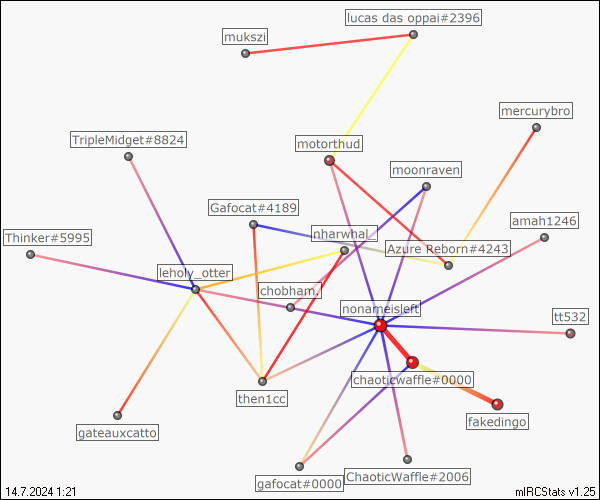 lucas das oppai#2396
mukszi
mercurybro
TripleMidget#8824
motorthud
moonraven
Gafocat#4189
amah1246
Thinker#5995
nharwhal_
Azure Reborn#4243
leholy_otter
chobham.
nonameisleft
tt532
chaoticwaffle#0000
then1cc
fakedingo
gateauxcatto
gafocat#0000
ChaoticWaffle#2006
14.7.2024 1:21
mIRCStats v1.25